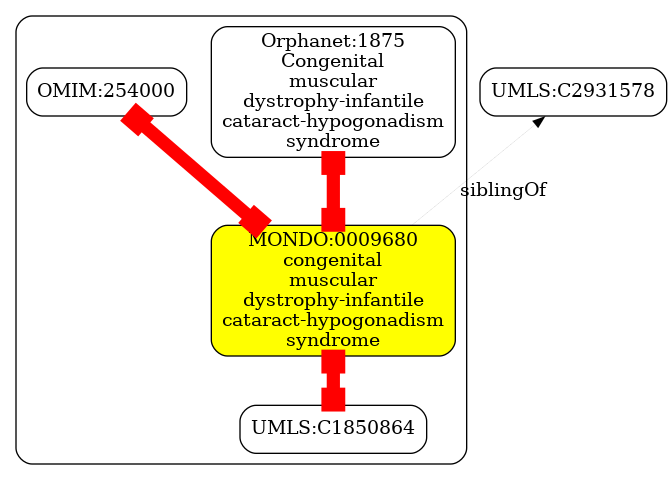 Orphanet:1875
Congenital
muscular
dystrophy-infantile
cataract-hypogonadism
syndrome
OMIM:254000
UMLS:C2931578
siblingOf
MONDO:0009680
congenital
muscular
dystrophy-infantile
cataract-hypogonadism
syndrome
UMLS:C1850864